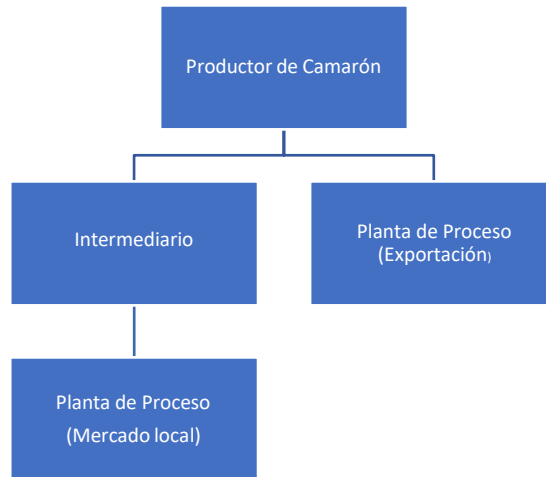 Productor de Camarón
Intermediario
Planta de Proceso
(Exportación)
Planta de Proceso
(Mercado local)